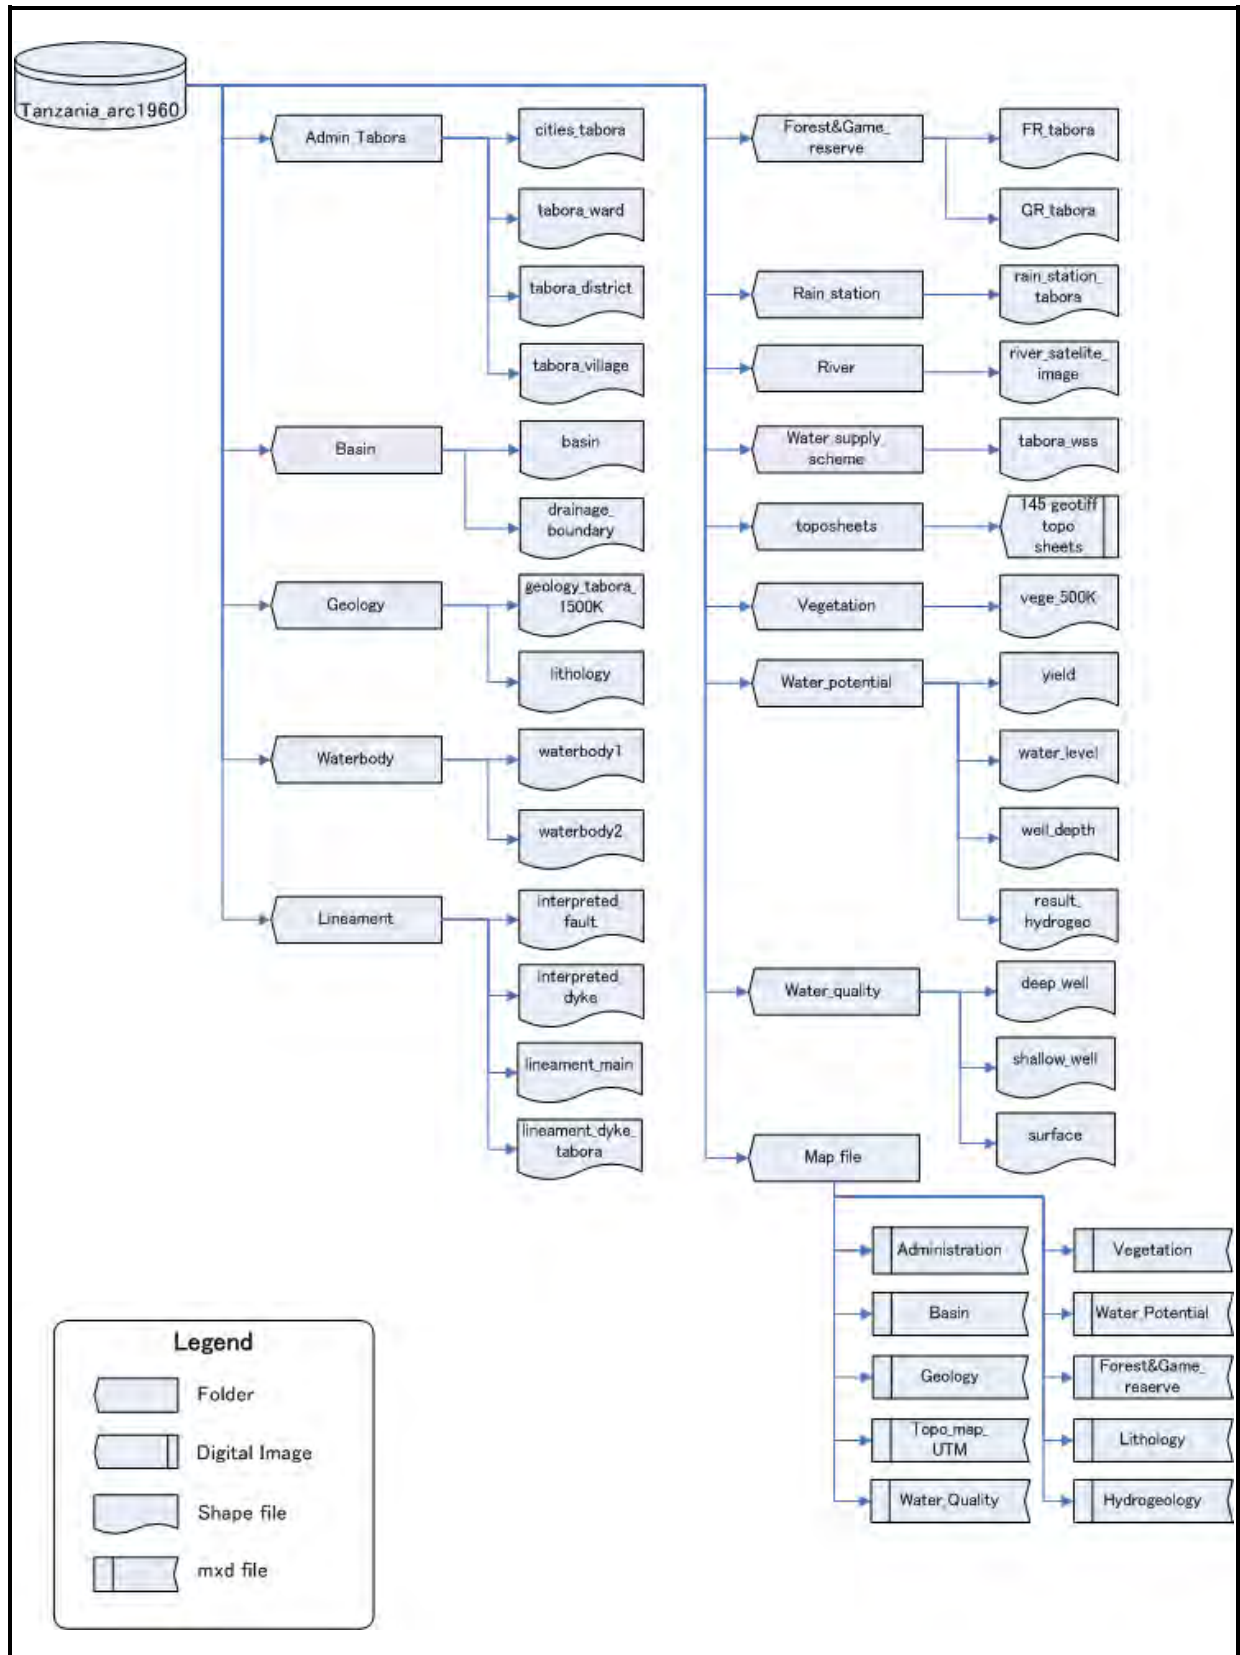 Tanzania_arc1960
Admin_Tabora
cities_tabora
tabora_ward
tabora_district
tabora_village
Basin
basin
drainage_
boundary
Geology
geology_tabora_
1500K
lithology
Waterbody
waterbody1
waterbody2
Lineament
interpreted_
fault
interpreted_
dyke
lineament_main
lineament_dyke_
tabora
Forest&Game_
reserve
FR_tabora
GR_tabora
Rain_station
rain_station_
tabora
River
river_satelite_
image
Water_supply_
scheme
tabora_wss
toposheets
145 geotiff
topo
sheets
Vegetation
vege_500K
Water_potential
yield
water_level
well_depth
result_
hydrogeo
Water_quality
deep_well
shallow_well
surface
Map file
Administration
Basin
Geology
Topo_map_
UTM
Water_Quality
Vegetation
Water_Potential
Forest&Game_
reserve
Lithology
Hydrogeology
Legend
Folder
Digital Image
Shape file
mxd file